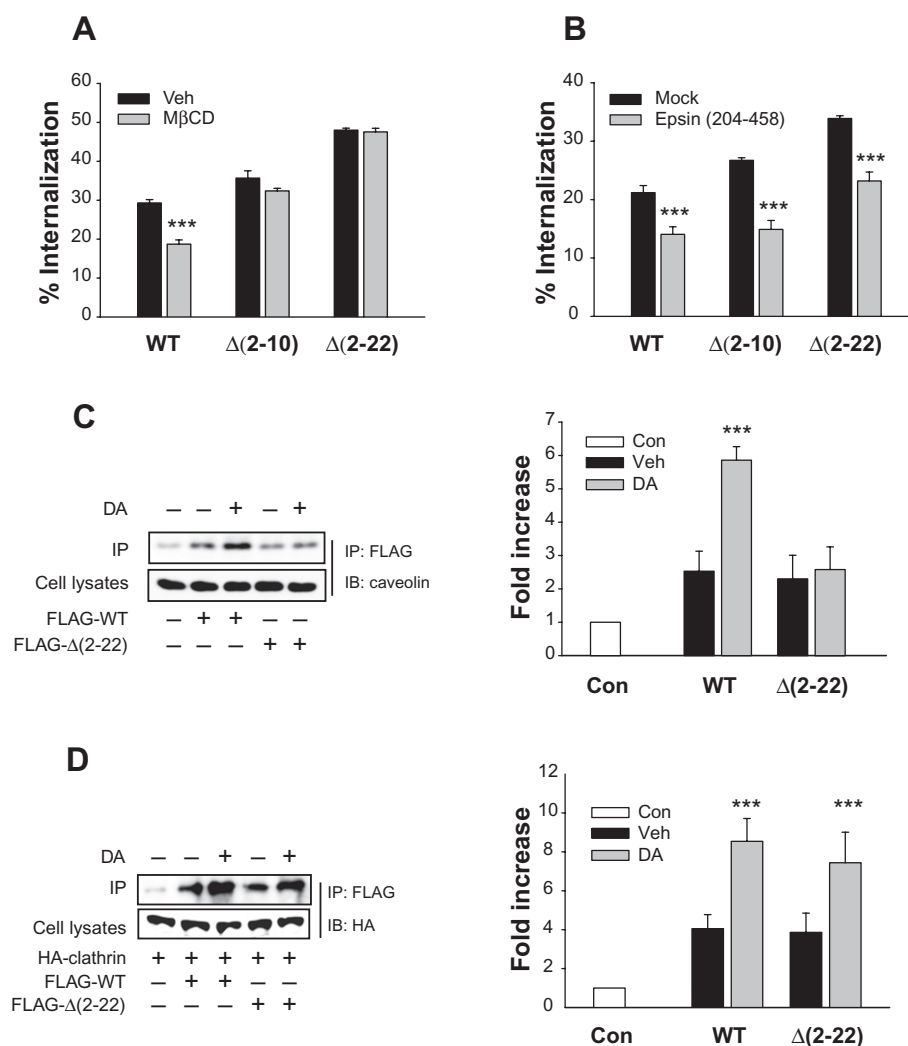 A
% Internalization
60
50
40
30
20
10
0
Veh
MβCD
***
WT
Δ(2-10)
Δ(2-22)
B
% Internalization
40
30
20
10
0
Mock
Epsin (204-458)
***
***
***
WT
Δ(2-10)
Δ(2-22)
C
DA – – + – +
IP
IP: FLAG
Cell lysates
IB: caveolin
FLAG-WT – + + – –
FLAG-Δ(2-22) – – – + +
Fold increase
7
6
5
4
3
2
1
0
Con
Veh
DA
***
Con
WT
Δ(2-22)
D
DA – – + – +
IP
IP: FLAG
Cell lysates
IB: HA
HA-clathrin + + + + +
FLAG-WT – + + – –
FLAG-Δ(2-22) – – – + +
Fold increase
12
10
8
6
4
2
0
Con
Veh
DA
***
***
Con
WT
Δ(2-22)